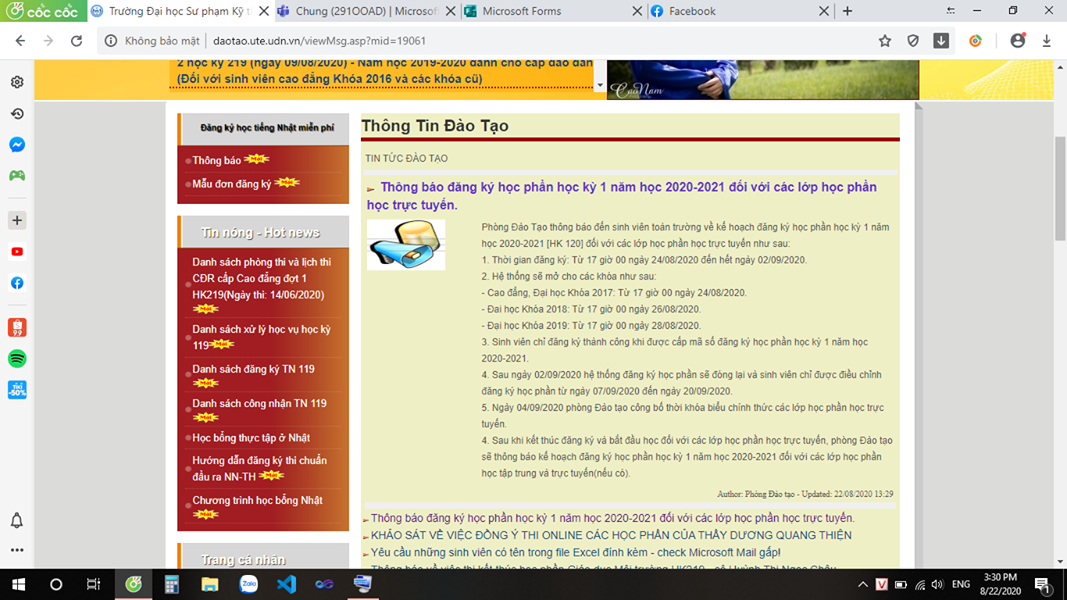 CỐC CỐC
Trường Đại học Sư phạm Kỹ t
Chung (291OOAD) | Microsof
Microsoft Forms
Facebook
Không bảo mật | daotao.ute.udn.vn/viewMsg.asp?mid=19061
2 học kỳ 219 (ngày 09/08/2020) - Năm học 2019-2020 dành cho cấp bảo đảm
(Đối với sinh viên cao đẳng Khóa 2016 và các khóa cũ)
CaoNam
Đăng ký học tiếng Nhật miễn phí
Thông báo
Mẫu đơn đăng ký
Tin nóng - Hot news
Danh sách phòng thi và lịch thi
CĐR cấp Cao đẳng đợt 1
HK219(Ngày thi: 14/06/2020)
Danh sách xử lý học vụ học kỳ
119
Danh sách đăng ký TN 119
Danh sách công nhận TN 119
Học bổng thực tập ở Nhật
Hướng dẫn đăng ký thi chuẩn
đầu ra NN-TH
Chương trình học bổng Nhật
Trang cá nhân
Thông Tin Đào Tạo
TIN TỨC ĐÀO TẠO
Thông báo đăng ký học phần học kỳ 1 năm học 2020-2021 đối với các lớp học phần
học trực tuyến.
Phòng Đào Tạo thông báo đến sinh viên toàn trường về kế hoạch đăng ký học phần học kỳ 1 năm
học 2020-2021 [HK 120] đối với các lớp học phần học trực tuyến như sau:
1. Thời gian đăng ký: Từ 17 giờ 00 ngày 24/08/2020 đến hết ngày 02/09/2020.
2. Hệ thống sẽ mở cho các khóa như sau:
- Cao đẳng, Đại học Khóa 2017: Từ 17 giờ 00 ngày 24/08/2020.
- Đại học Khóa 2018: Từ 17 giờ 00 ngày 26/08/2020.
- Đại học Khóa 2019: Từ 17 giờ 00 ngày 28/08/2020.
3. Sinh viên chỉ đăng ký thành công khi được cấp mã số đăng ký học phần học kỳ 1 năm học
2020-2021.
4. Sau ngày 02/09/2020 hệ thống đăng ký học phần sẽ đóng lại và sinh viên chỉ được điều chỉnh
đăng ký học phần từ ngày 07/09/2020 đến ngày 20/09/2020.
5. Ngày 04/09/2020 phòng Đào tạo công bố thời khóa biểu chính thức các lớp học phần học trực
tuyến.
4. Sau khi kết thúc đăng ký và bắt đầu học đối với các lớp học phần học trực tuyến, phòng Đào tạo
sẽ thông báo kế hoạch đăng ký học phần học kỳ 1 năm học 2020-2021 đối với các lớp học phần
học tập trung và trực tuyến(nếu có).
Author: Phòng Đào tạo - Updated: 22/08/2020 13:29
Thông báo đăng ký học phần học kỳ 1 năm học 2020-2021 đối với các lớp học phần học trực tuyến.
KHẢO SÁT VỀ VIỆC ĐỒNG Ý THI ONLINE CÁC HỌC PHẦN CỦA THẦY DƯƠNG QUANG THIỆN
Yêu cầu những sinh viên có tên trong file Excel đính kèm - check Microsoft Mail gấp!
Thông báo về việc thi kết thúc học phần Giáo dục Môi trường HK219 - cô Huỳnh Thị Ngọc Châu
Zalo
ENG
3:30 PM
8/22/2020